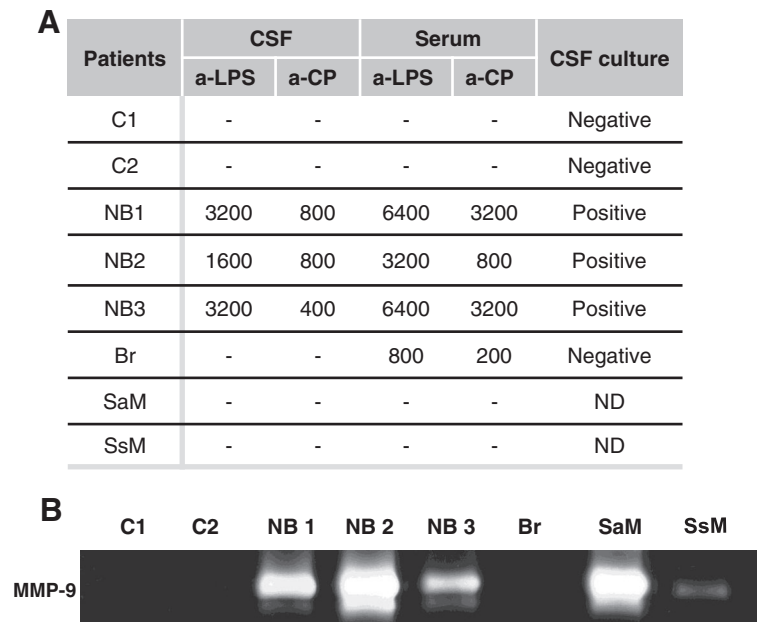 A
Patients CSF Serum CSF culture
a-LPS a-CP a-LPS a-CP
C1 - - - - Negative
C2 - - - - Negative
NB1 3200 800 6400 3200 Positive
NB2 1600 800 3200 800 Positive
NB3 3200 400 6400 3200 Positive
Br - - 800 200 Negative
SaM - - - - ND
SsM - - - - ND
B
C1 C2 NB 1 NB 2 NB 3 Br SaM SsM
MMP-9